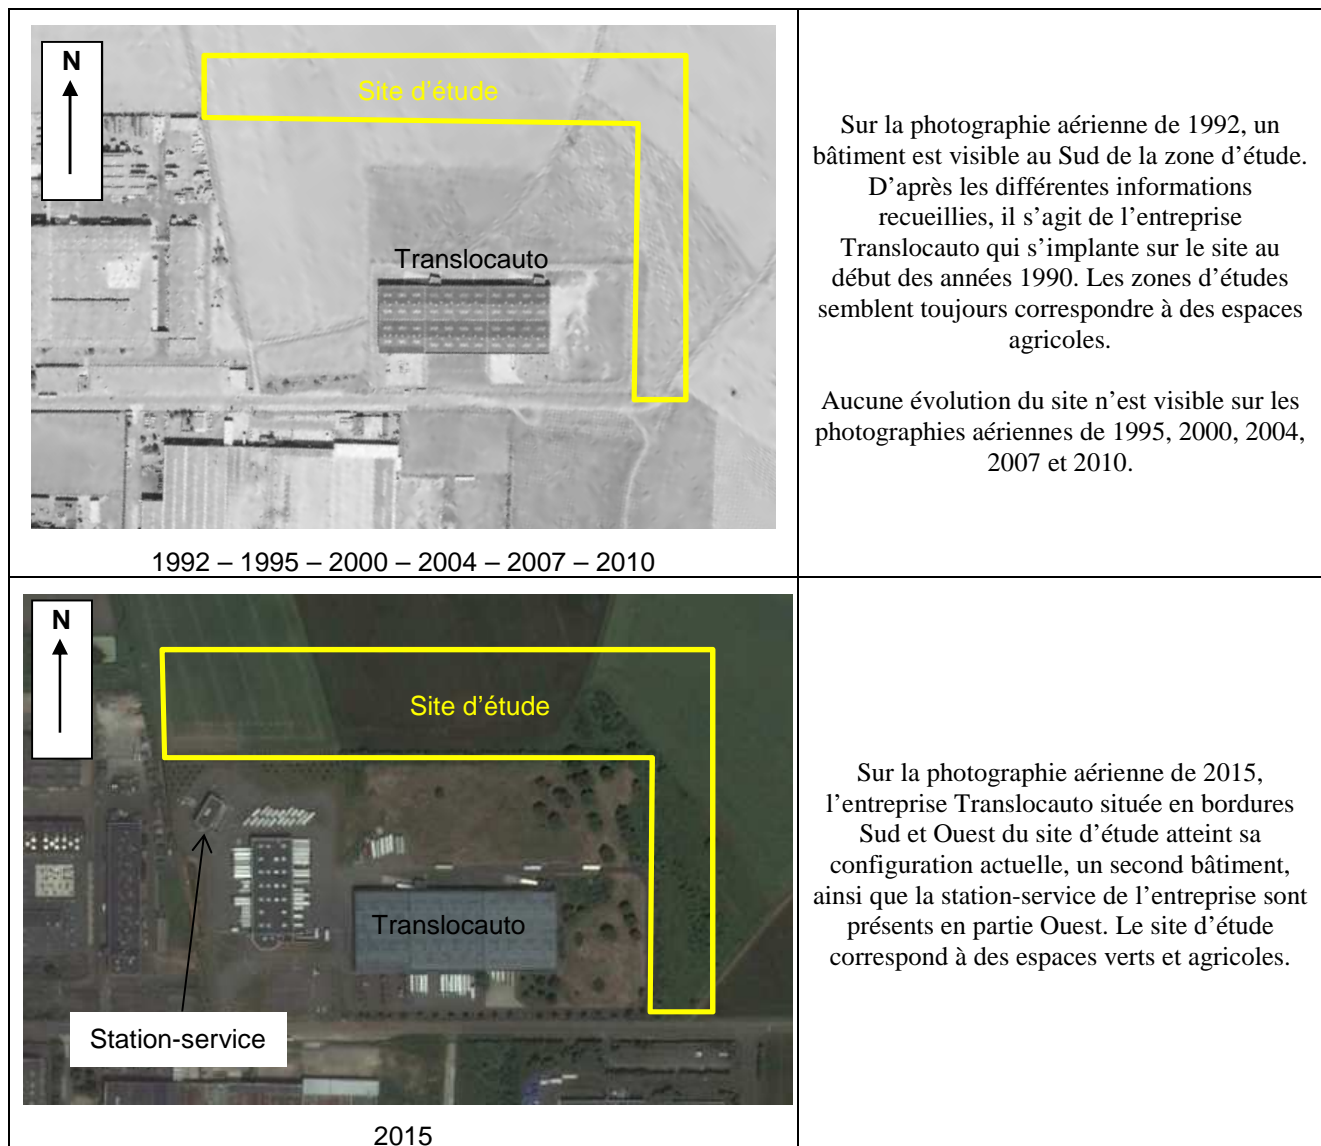 N
Site d’étude
Translocauto
1992 – 1995 – 2000 – 2004 – 2007 – 2010
Sur la photographie aérienne de 1992, un
bâtiment est visible au Sud de la zone d’étude.
D’après les différentes informations
recueillies, il s’agit de l’entreprise
Translocauto qui s’implante sur le site au
début des années 1990. Les zones d’études
semblent toujours correspondre à des espaces
agricoles.
Aucune évolution du site n’est visible sur les
photographies aériennes de 1995, 2000, 2004,
2007 et 2010.
N
Site d’étude
Translocauto
Station-service
2015
Sur la photographie aérienne de 2015,
l’entreprise Translocauto située en bordures
Sud et Ouest du site d’étude atteint sa
configuration actuelle, un second bâtiment,
ainsi que la station-service de l’entreprise sont
présents en partie Ouest. Le site d’étude
correspond à des espaces verts et agricoles.